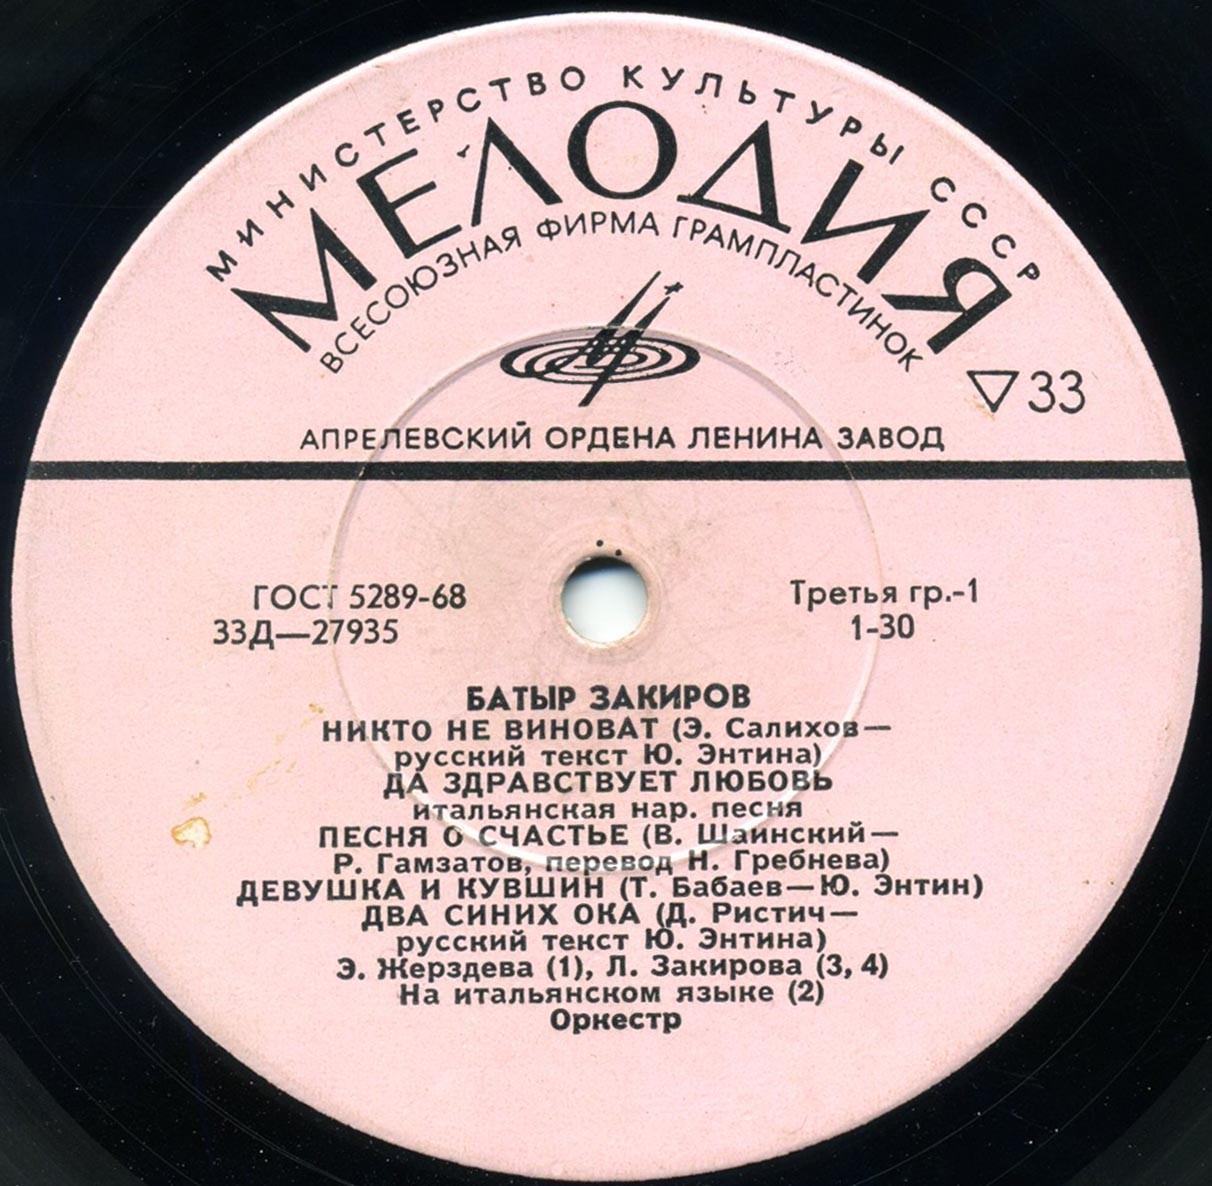 МИНИСТЕРСТВО КУЛЬТУРЫ СССР
МЕЛОДИЯ
ВСЕСОЮЗНАЯ ФИРМА ГРАМПЛАСТИНОК
33
АПРЕЛЕВСКИЙ ОРДЕНА ЛЕНИНА ЗАВОД
ГОСТ 5289-68
Третья гр.-1
33Д—27935
1-30
БАТЫР ЗАКИРОВ
НИКТО НЕ ВИНОВАТ (Э. Салихов—
русский текст Ю. Энтина)
ДА ЗДРАВСТВУЕТ ЛЮБОВЬ
итальянская нар. песня
ПЕСНЯ О СЧАСТЬЕ (В. Шаинский—
Р. Гамзатов, перевод Н. Гребнева)
ДЕВУШКА И КУВШИН (Т. Бабаев—Ю. Энтин)
ДВА СИНИХ ОКА (Д. Ристич—
русский текст Ю. Энтина)
Э. Жерздева (1), Л. Закирова (3, 4)
На итальянском языке (2)
Оркестр